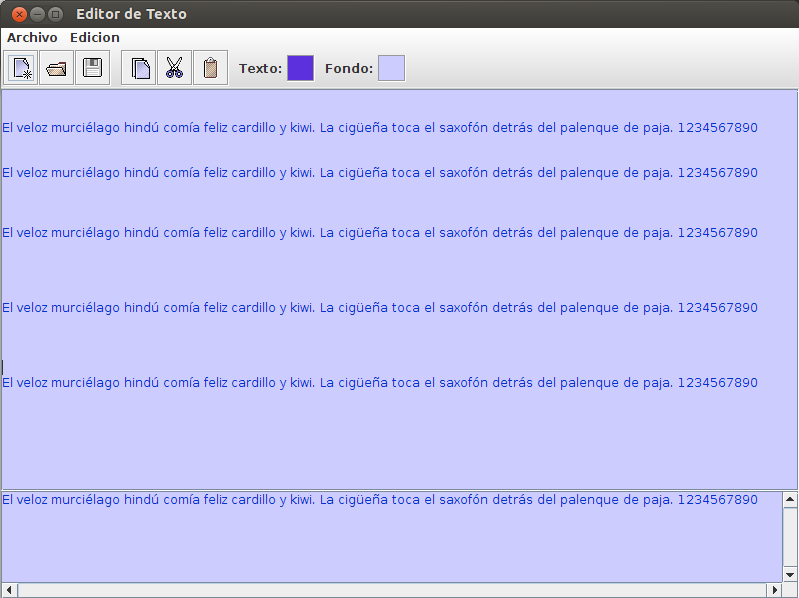 Editor de Texto
Archivo Edicion
Texto: Fondo:
El veloz murciélago hindú comía feliz cardillo y kiwi. La cigüeña toca el saxofón detrás del palenque de paja. 1234567890
El veloz murciélago hindú comía feliz cardillo y kiwi. La cigüeña toca el saxofón detrás del palenque de paja. 1234567890
El veloz murciélago hindú comía feliz cardillo y kiwi. La cigüeña toca el saxofón detrás del palenque de paja. 1234567890
El veloz murciélago hindú comía feliz cardillo y kiwi. La cigüeña toca el saxofón detrás del palenque de paja. 1234567890
El veloz murciélago hindú comía feliz cardillo y kiwi. La cigüeña toca el saxofón detrás del palenque de paja. 1234567890
El veloz murciélago hindú comía feliz cardillo y kiwi. La cigüeña toca el saxofón detrás del palenque de paja. 1234567890